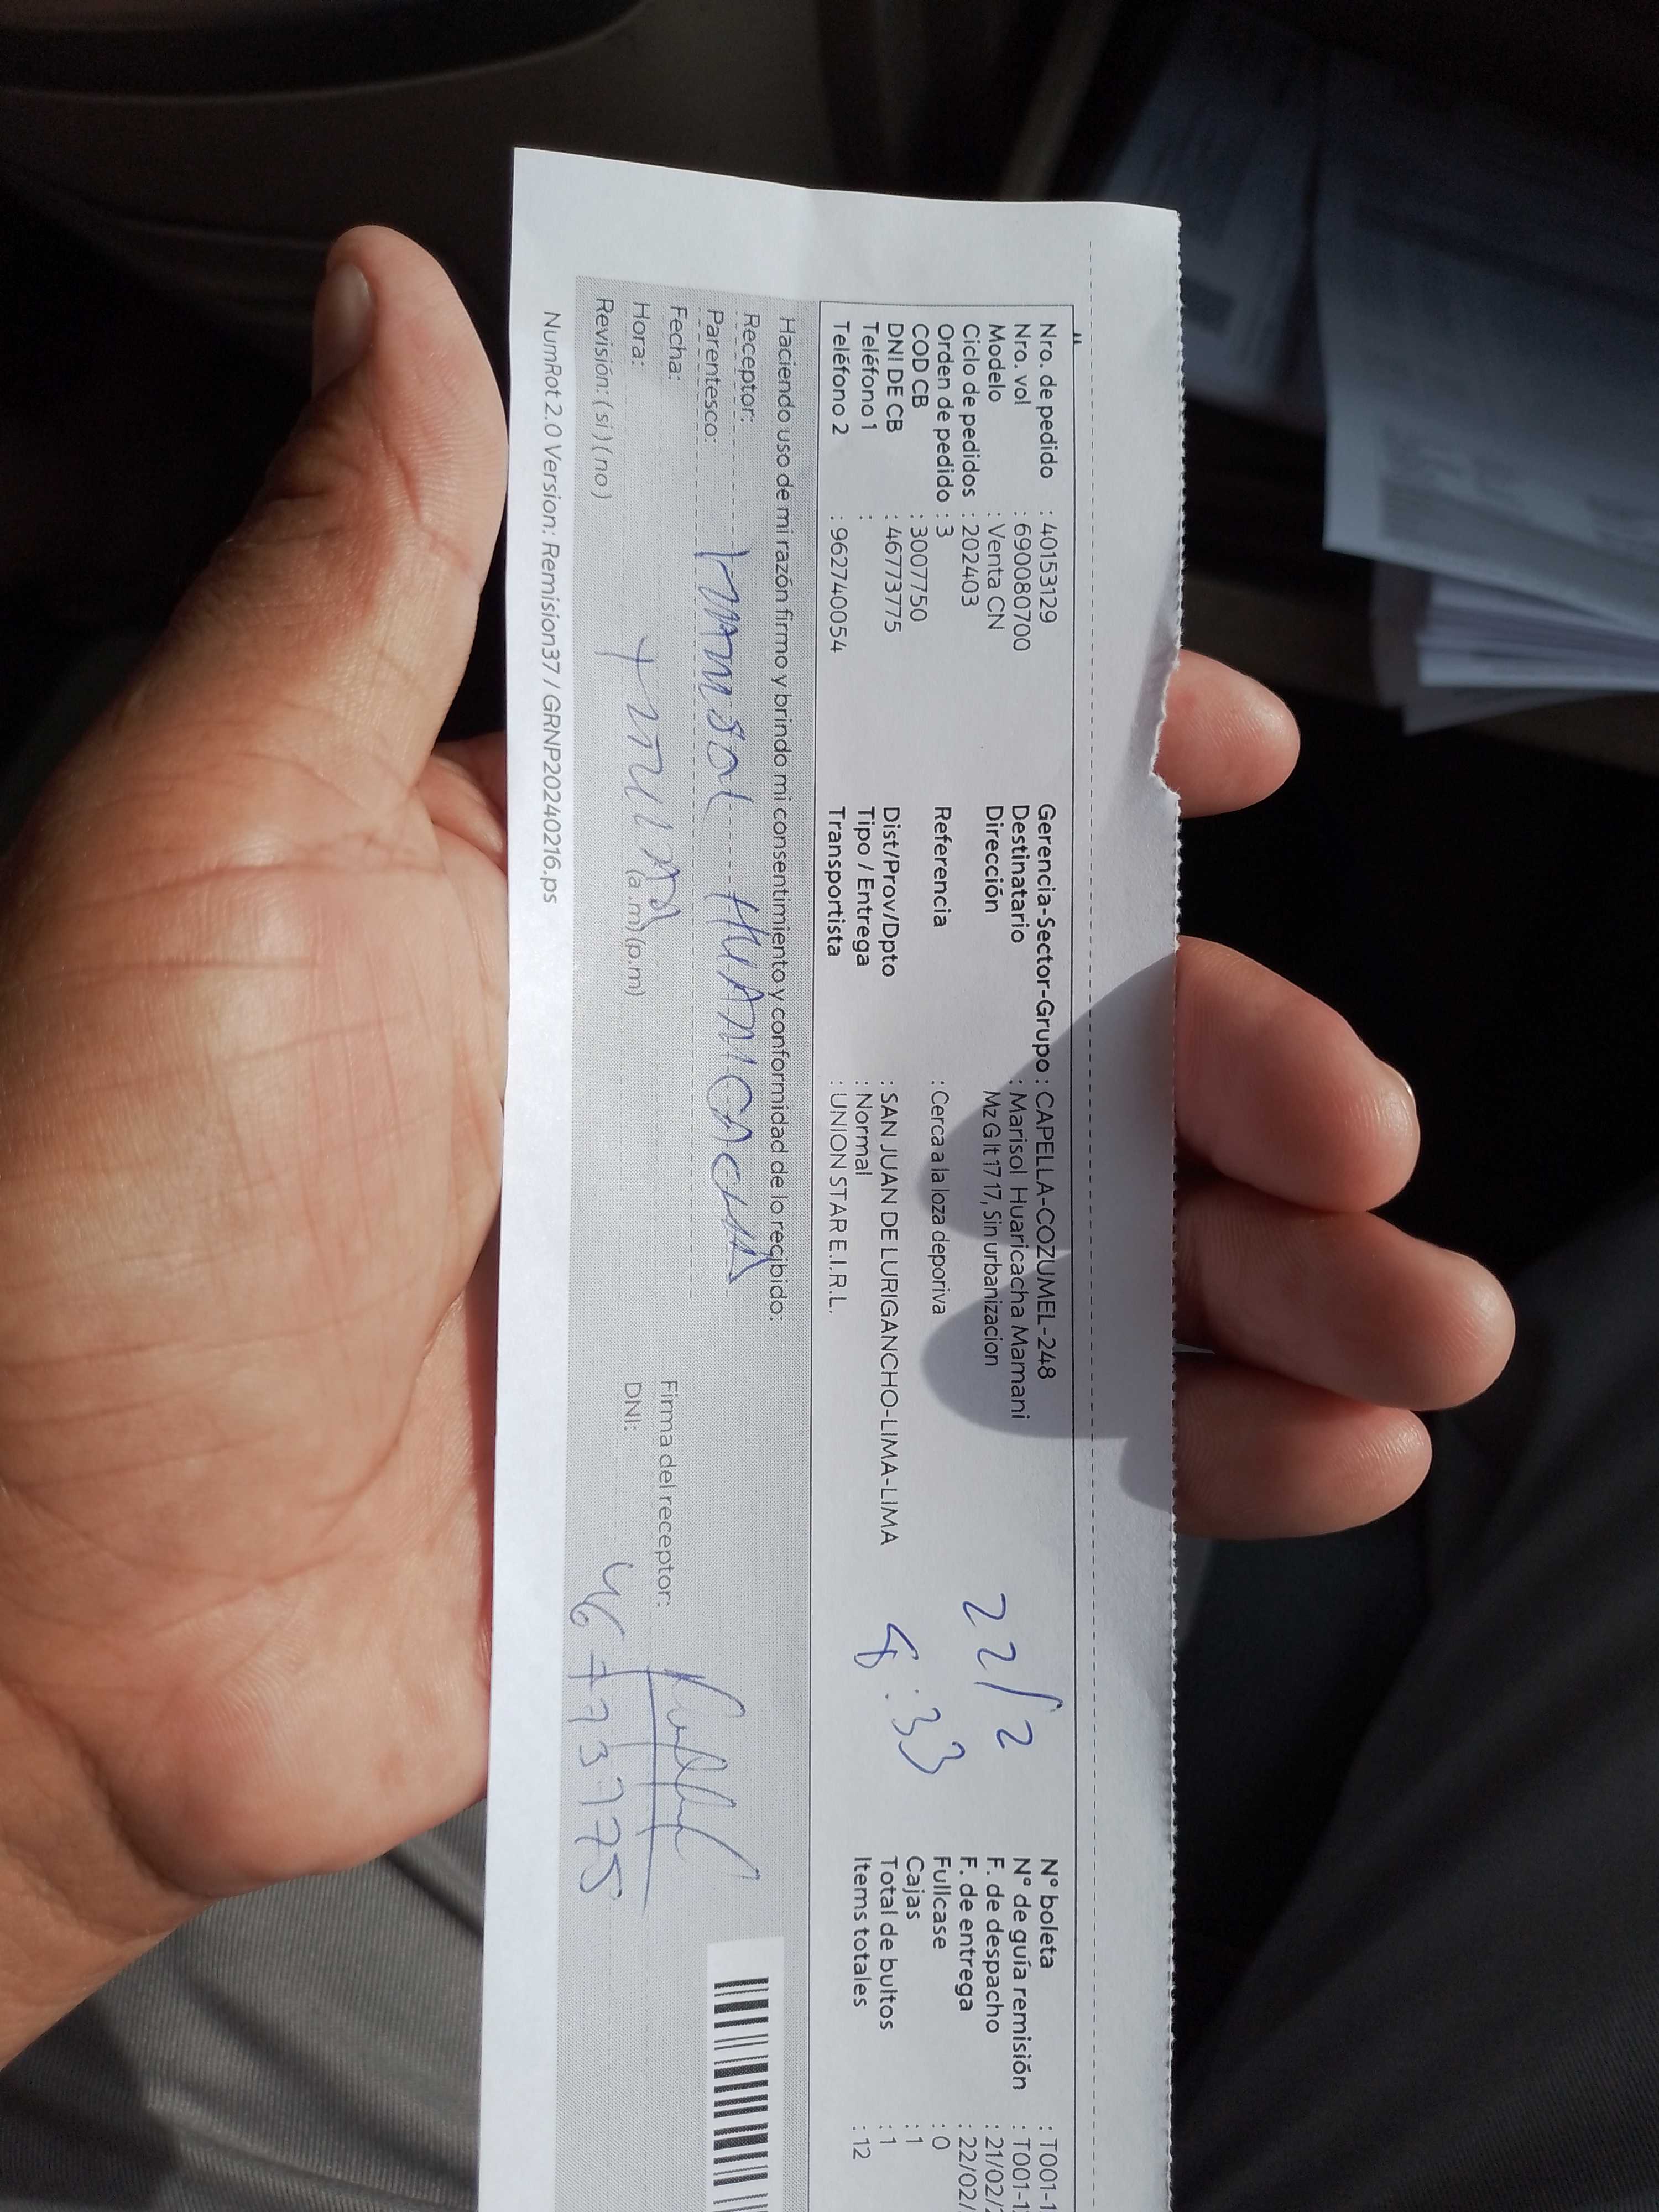 Nro. de pedido : 40153129
Nro. vol : 690080700
Modelo : Venta CN
Ciclo de pedidos : 202403
Orden de pedido : 3
COD CB : 3007750
DNI DE CB : 46773775
Teléfono 1 :
Teléfono 2 : 962740054
Gerencia-Sector-Grupo : CAPELLA-COZUMEL-248
Destinatario : Marisol Huaricacha Mamani
Dirección : Mz G lt 17 17, Sin urbanizacion
Referencia : Cerca a la loza deporiva
Dist/Prov/Dpto : SAN JUAN DE LURIGANCHO-LIMA-LIMA
Tipo / Entrega : Normal
Transportista : UNION STAR E.I.R.L.
22/2
8:33
N° boleta : T001-1
N° de guía remisión : T001-1
F. de despacho : 21/02/
F. de entrega : 22/02/
Fullcase : 0
Cajas : 1
Total de bultos : 1
Items totales : 12
Haciendo uso de mi razón firmo y brindo mi consentimiento y conformidad de lo recibido:
Receptor:
Parentesco:
Fecha:
Hora: (a.m) (p.m)
Revisión: (si) (no)
Firma del receptor:
DNI: 46773775
NumRot 2.0 Version: Remision37 / GRNP20240216.ps